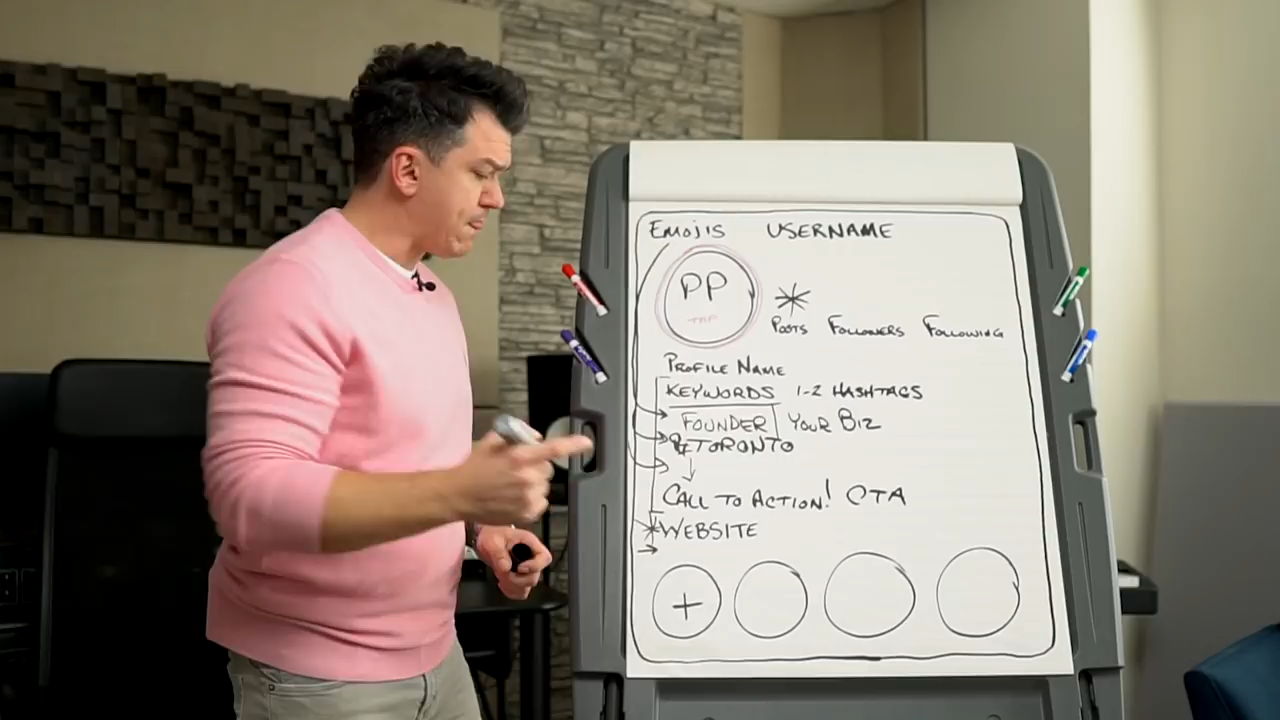 EMOJIS USERNAME
PP
TAP
POSTS FOLLOWERS FOLLOWING
PROFILE NAME
KEYWORDS 1-2 HASHTAGS
FOUNDER | YOUR BIZ
TORONTO
CALL TO ACTION! CTA
WEBSITE
+